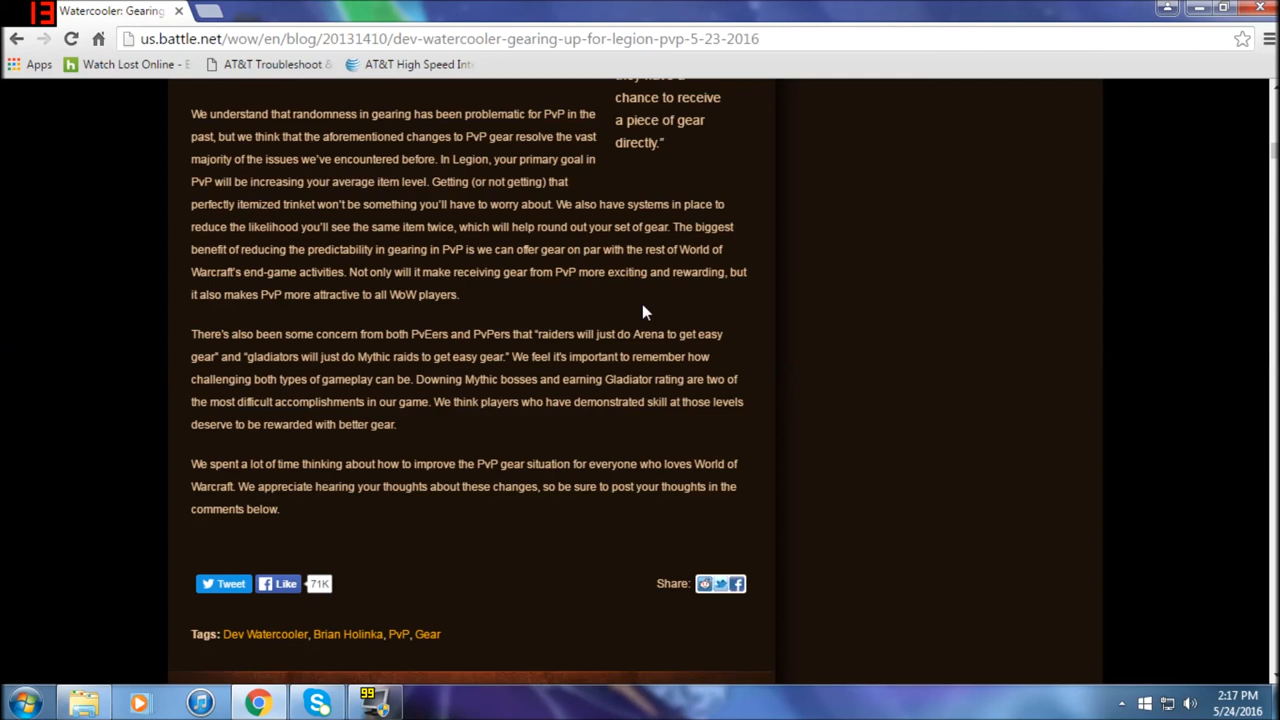 13
Watercooler: Gearing
us.battle.net/wow/en/blog/20131410/dev-watercooler-gearing-up-for-legion-pvp-5-23-2016
Apps
Watch Lost Online - E
AT&T Troubleshoot &
AT&T High Speed Inte
they have a
chance to receive
a piece of gear
directly.”
We understand that randomness in gearing has been problematic for PvP in the
past, but we think that the aforementioned changes to PvP gear resolve the vast
majority of the issues we’ve encountered before. In Legion, your primary goal in
PvP will be increasing your average item level. Getting (or not getting) that
perfectly itemized trinket won’t be something you’ll have to worry about. We also have systems in place to
reduce the likelihood you’ll see the same item twice, which will help round out your set of gear. The biggest
benefit of reducing the predictability in gearing in PvP is we can offer gear on par with the rest of World of
Warcraft’s end-game activities. Not only will it make receiving gear from PvP more exciting and rewarding, but
it also makes PvP more attractive to all WoW players.
There’s also been some concern from both PvEers and PvPers that “raiders will just do Arena to get easy
gear” and “gladiators will just do Mythic raids to get easy gear.” We feel it’s important to remember how
challenging both types of gameplay can be. Downing Mythic bosses and earning Gladiator rating are two of
the most difficult accomplishments in our game. We think players who have demonstrated skill at those levels
deserve to be rewarded with better gear.
We spent a lot of time thinking about how to improve the PvP gear situation for everyone who loves World of
Warcraft. We appreciate hearing your thoughts about these changes, so be sure to post your thoughts in the
comments below.
Tweet
Like
71K
Share:
Tags: Dev Watercooler, Brian Holinka, PvP, Gear
99
2:17 PM
5/24/2016